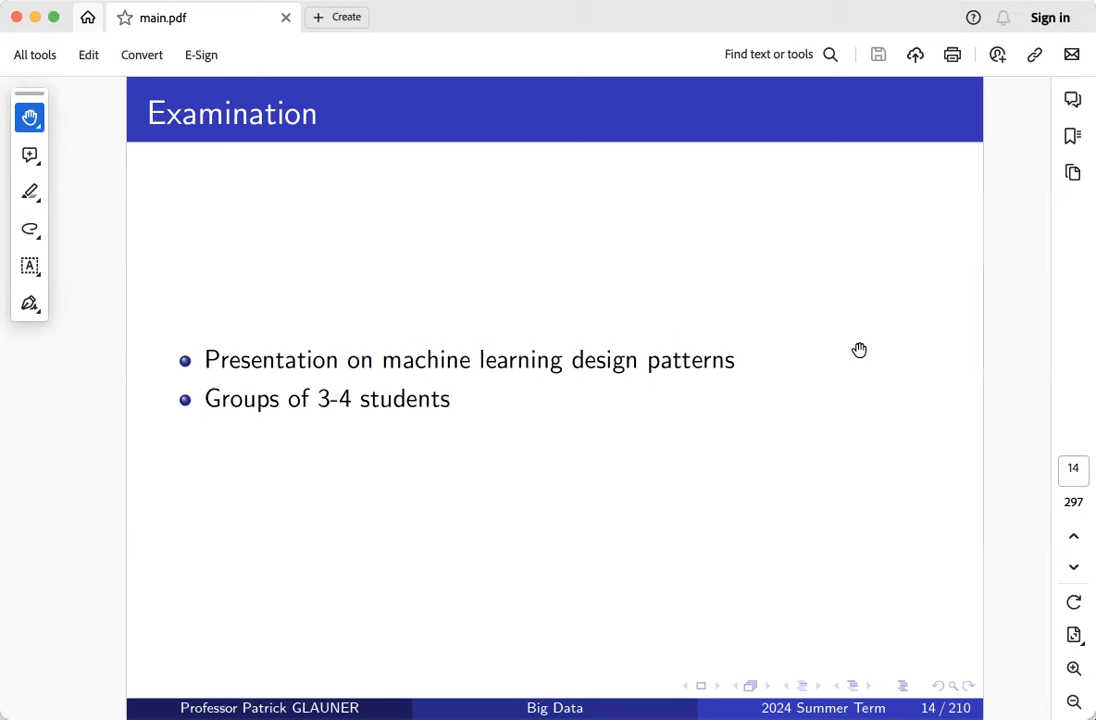 main.pdf
+ Create
Sign in
All tools
Edit
Convert
E-Sign
Find text or tools
Examination
Presentation on machine learning design patterns
Groups of 3-4 students
14
297
Professor Patrick GLAUNER
Big Data
2024 Summer Term
14 / 210